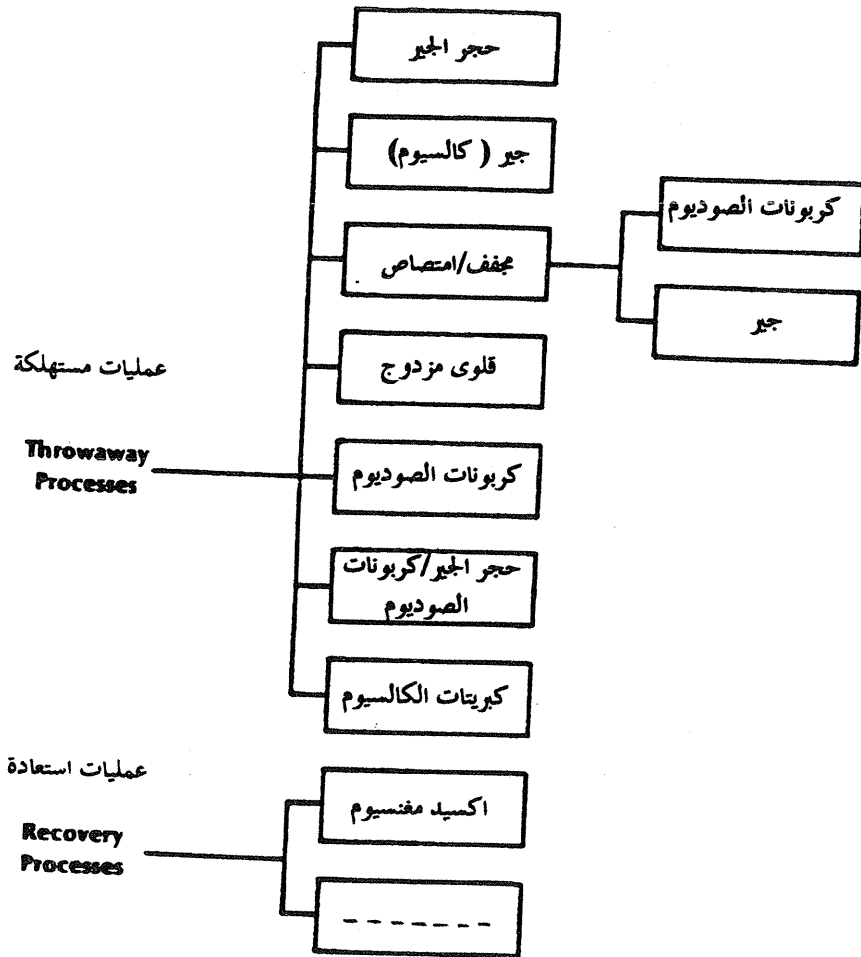 حجر الجير
جير ( كالسيوم)
مجفف/امتصاص
كربونات الصوديوم
جير
عمليات مستهلكة
Throwaway
Processes
قلوى مزدوج
كربونات الصوديوم
حجر الجير/كربونات
الصوديوم
كبريتات الكالسيوم
عمليات استعادة
Recovery
Processes
اكسيد مغنسيوم
_ _ _ _ _ _ _